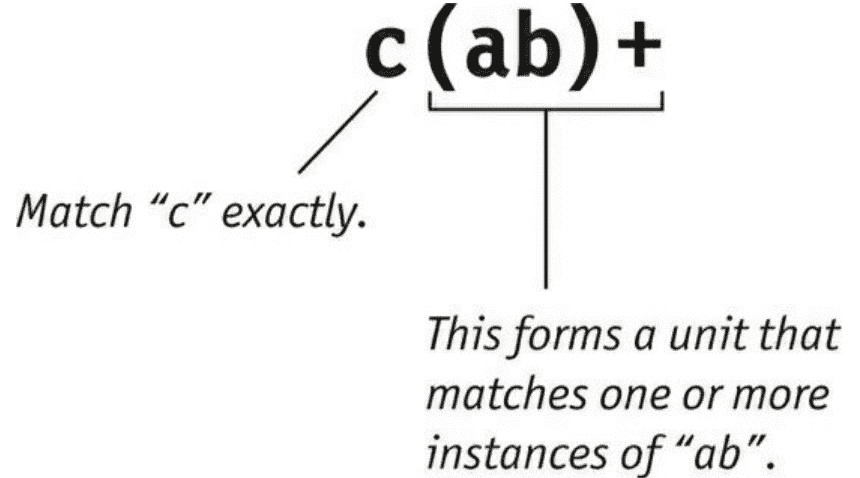 c(ab)+
Match “c” exactly.
This forms a unit that
matches one or more
instances of “ab”.